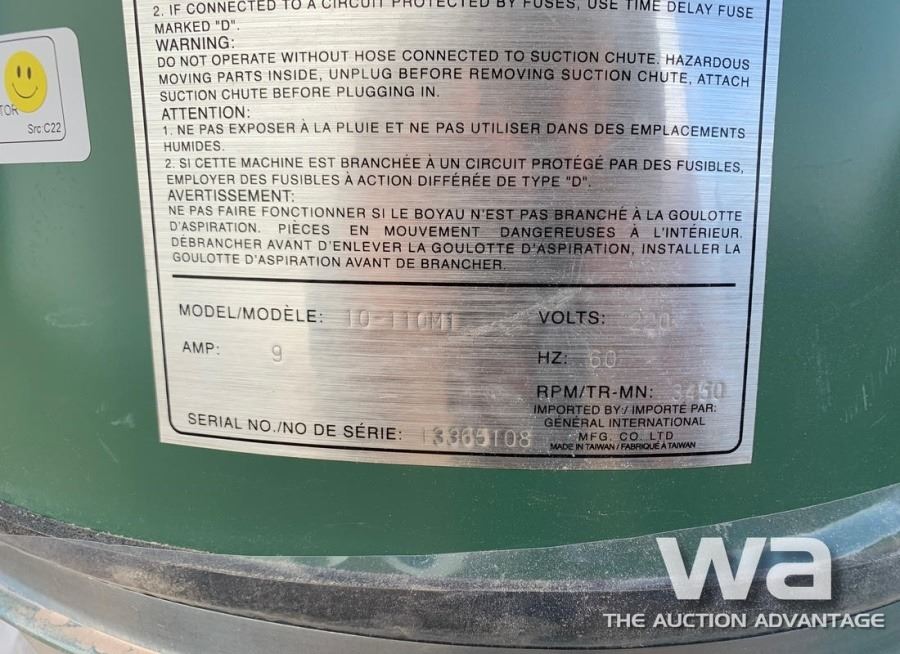 2. IF CONNECTED TO A CIRCUIT PROTECTED BY FUSES, USE TIME DELAY FUSE
MARKED "D".
WARNING:
DO NOT OPERATE WITHOUT HOSE CONNECTED TO SUCTION CHUTE. HAZARDOUS
MOVING PARTS INSIDE, UNPLUG BEFORE REMOVING SUCTION CHUTE, ATTACH
SUCTION CHUTE BEFORE PLUGGING IN.
ATTENTION:
1. NE PAS EXPOSER À LA PLUIE ET NE PAS UTILISER DANS DES EMPLACEMENTS
HUMIDES.
2. SI CETTE MACHINE EST BRANCHÉE À UN CIRCUIT PROTÉGÉ PAR DES FUSIBLES,
EMPLOYER DES FUSIBLES À ACTION DIFFÉRÉE DE TYPE "D".
AVERTISSEMENT:
NE PAS FAIRE FONCTIONNER SI LE BOYAU N'EST PAS BRANCHÉ À LA GOULOTTE
D'ASPIRATION. PIÈCES EN MOUVEMENT DANGEREUSES À L'INTÉRIEUR.
DÉBRANCHER AVANT D'ENLEVER LA GOULOTTE D'ASPIRATION, INSTALLER LA
GOULOTTE D'ASPIRATION AVANT DE BRANCHER.
MODEL/MODÈLE: 10-110M1
VOLTS: 220
AMP: 9
HZ: 60
RPM/TR-MN: 3450
IMPORTED BY:/ IMPORTÉ PAR:
GENERAL INTERNATIONAL
MFG. CO. LTD
MADE IN TAIWAN / FABRIQUÉ À TAIWAN
SERIAL NO./NO DE SÉRIE:
TOR
Src:C22
wa
THE AUCTION ADVANTAGE